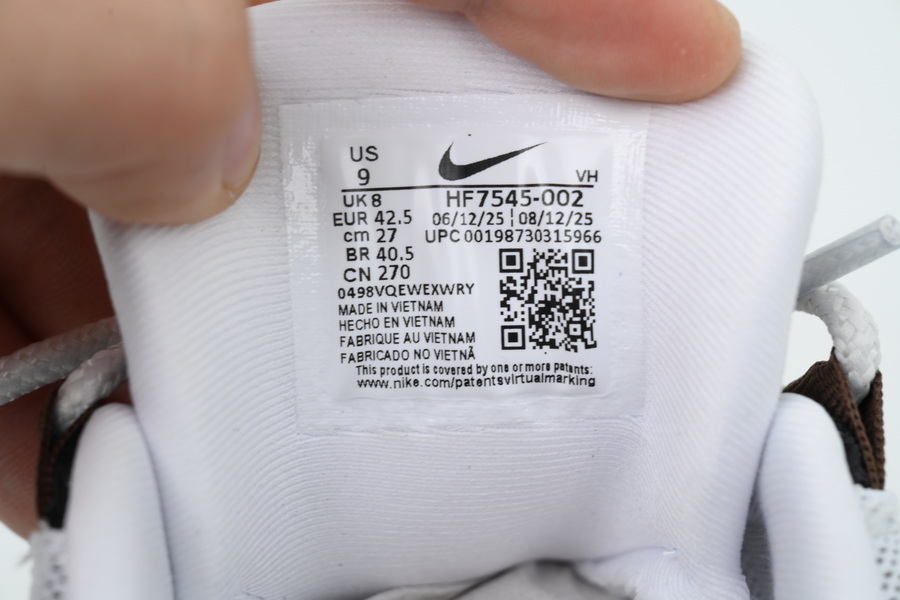 US
9
VH
UK 8
HF7545-002
EUR 42.5
06/12/25 | 08/12/25
cm 27
UPC 00198730315966
BR 40.5
CN 270
0498VQEWEXWRY
MADE IN VIETNAM
HECHO EN VIETNAM
FABRIQUE AU VIETNAM
FABRICADO NO VIETNÃ
This product is covered by one or more patents:
www.nike.com/patentsvirtualmarking